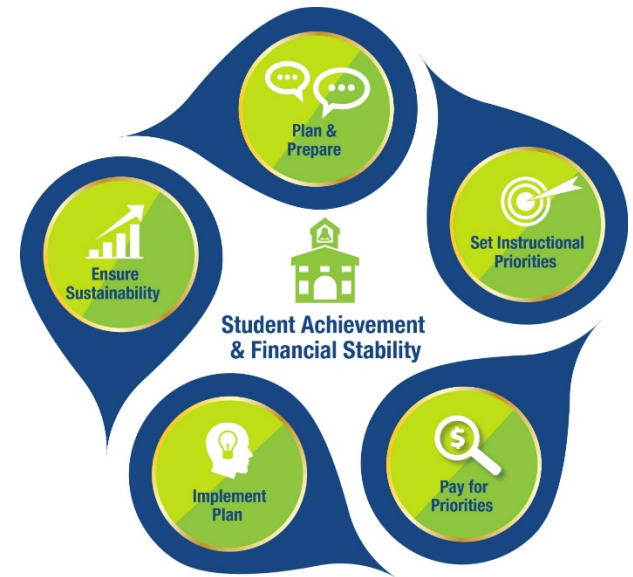 Plan &
Prepare
Set Instructional
Priorities
$
Pay for
Priorities
Implement
Plan
Ensure
Sustainability
Student Achievement
& Financial Stability